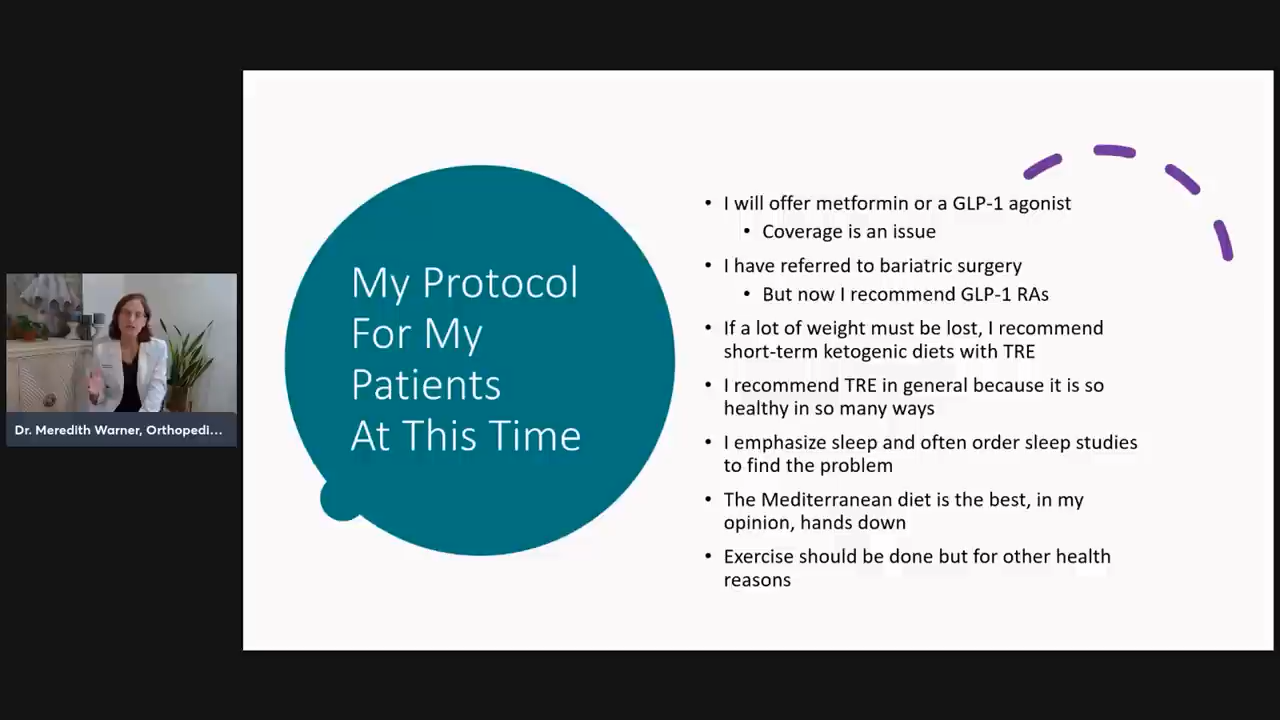 My Protocol
For My
Patients
At This Time
• I will offer metformin or a GLP-1 agonist
• Coverage is an issue
• I have referred to bariatric surgery
• But now I recommend GLP-1 RAs
• If a lot of weight must be lost, I recommend
short-term ketogenic diets with TRE
• I recommend TRE in general because it is so
healthy in so many ways
• I emphasize sleep and often order sleep studies
to find the problem
• The Mediterranean diet is the best, in my
opinion, hands down
• Exercise should be done but for other health
reasons
Dr. Meredith Warner, Orthopedi...